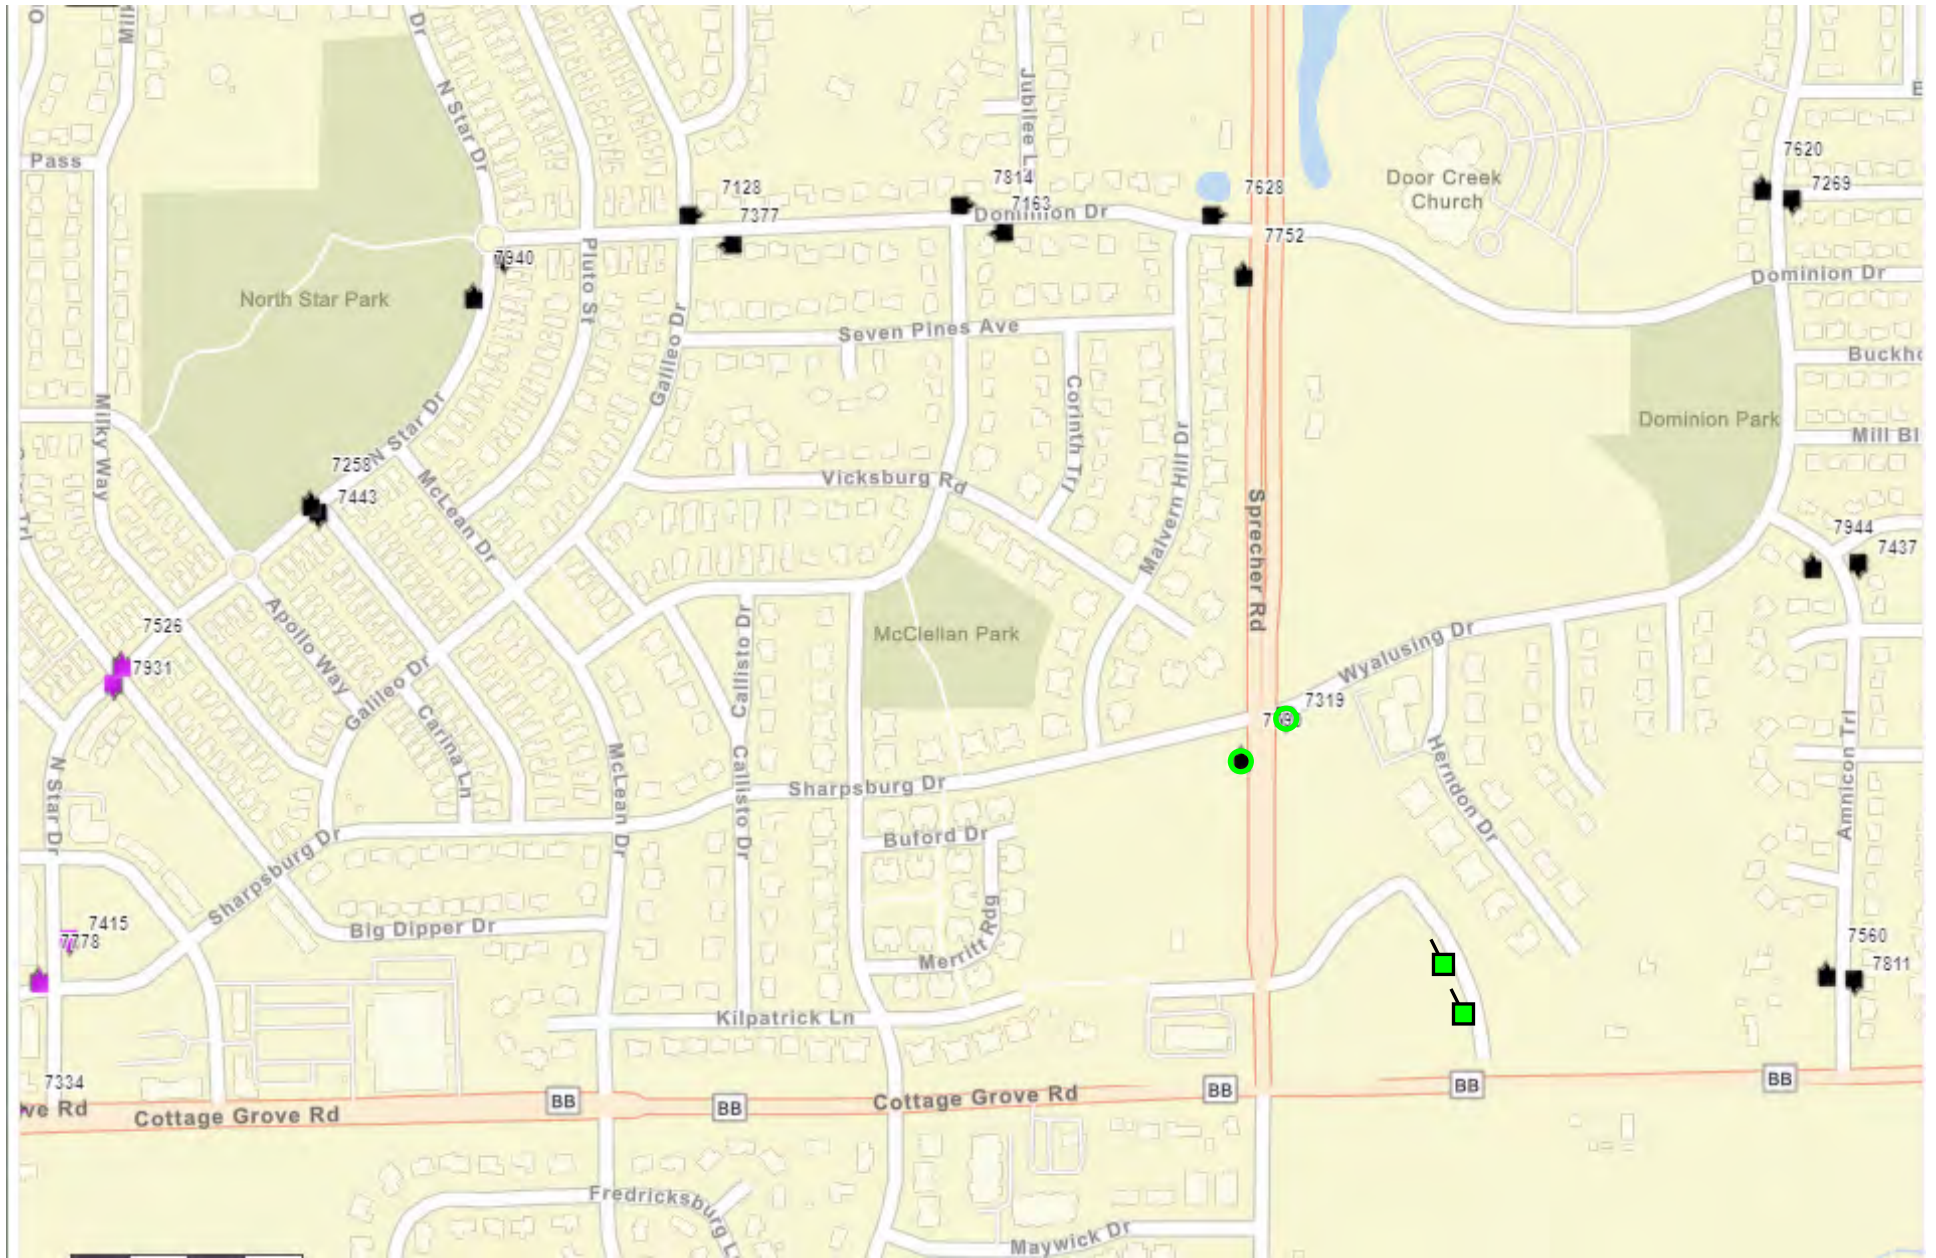 Dr
N Star Dr
Jubilee L
Pass
7620
7269
Door Creek
Church
7128
7377
7814
7163
Dominion Dr
7628
7752
7940
Pluto St
North Star Park
Dominion Dr
Galileo Dr
Seven Pines Ave
Buckho
Milky Way
Corinth Trl
N Star Dr
Malvern Hill Dr
Dominion Park
Mill Bl
7258
7443
McLean Dr
Vicksburg Rd
Sprecher Rd
7944
7437
Apollo Way
7526
7931
Callisto Dr
McClellan Park
Wyalusing Dr
Galileo Dr
Carina Ln
7319
N Star Dr
McLean Dr
Callisto Dr
Sharpsburg Dr
Herndon Dr
Amnicon Trl
Sharpsburg Dr
Buford Dr
7415
7778
Big Dipper Dr
Merritt Rdg
7560
7811
Kilpatrick Ln
7334
ve Rd
Cottage Grove Rd
BB
BB
Cottage Grove Rd
BB
BB
BB
Fredricksburg L
Maywick Dr